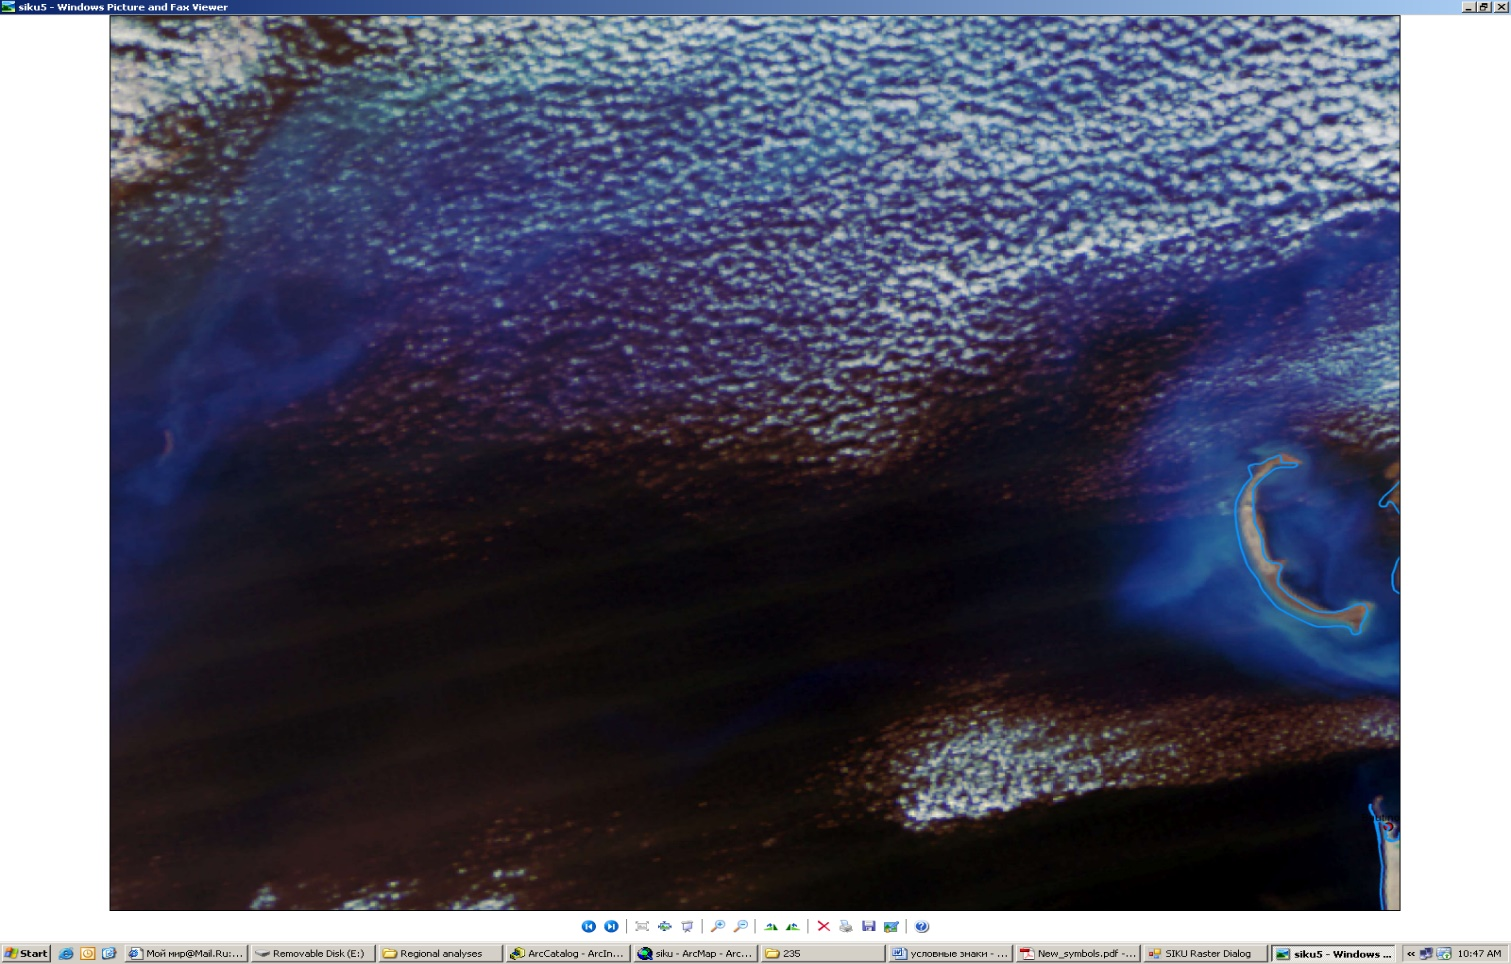 siku5 - Windows Picture and Fax Viewer
Start
Мой мир@Mail.Ru:...
Removable Disk (E:)
Regional analyses
ArcCatalog - ArcIn...
siku - ArcMap - Arc...
235
условные знаки - ...
New_symbols.pdf -...
SIKU Raster Dialog
siku5 - Windows ...
10:47 AM